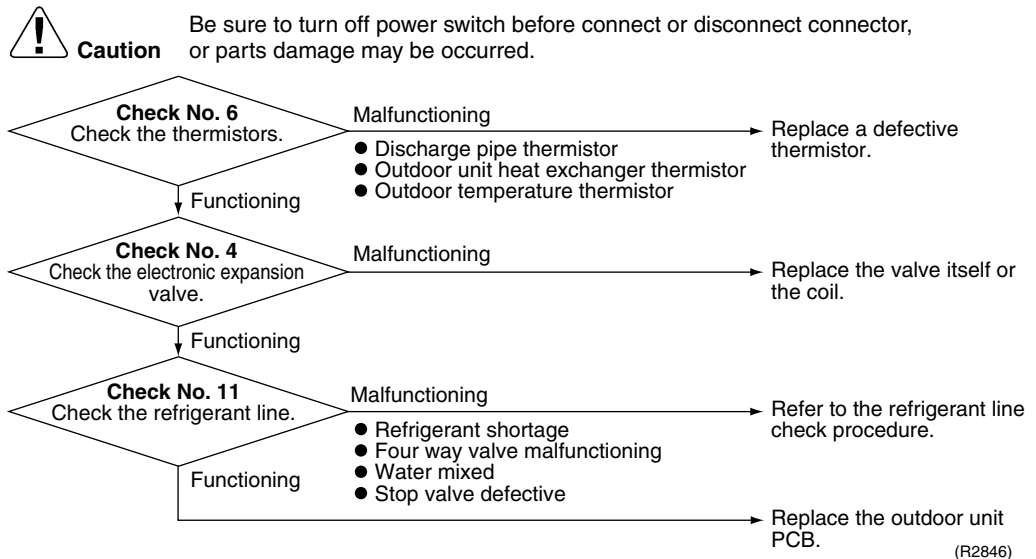 Be sure to turn off power switch before connect or disconnect connector,
Caution or parts damage may be occurred.
Check No. 6
Check the thermistors.
Malfunctioning
● Discharge pipe thermistor
● Outdoor unit heat exchanger thermistor
● Outdoor temperature thermistor
Replace a defective
thermistor.
Functioning
Check No. 4
Check the electronic expansion
valve.
Malfunctioning
Replace the valve itself or
the coil.
Functioning
Check No. 11
Check the refrigerant line.
Malfunctioning
● Refrigerant shortage
● Four way valve malfunctioning
● Water mixed
● Stop valve defective
Refer to the refrigerant line
check procedure.
Functioning
Replace the outdoor unit
PCB.
(R2846)